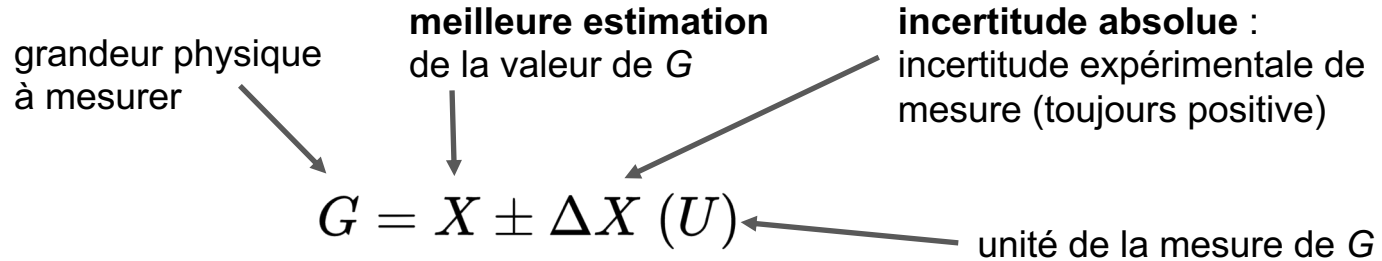 grandeur physique
à mesurer
meilleure estimation
de la valeur de G
incertitude absolue :
incertitude expérimentale de
mesure (toujours positive)
G = X ± ΔX (U)
unité de la mesure de G